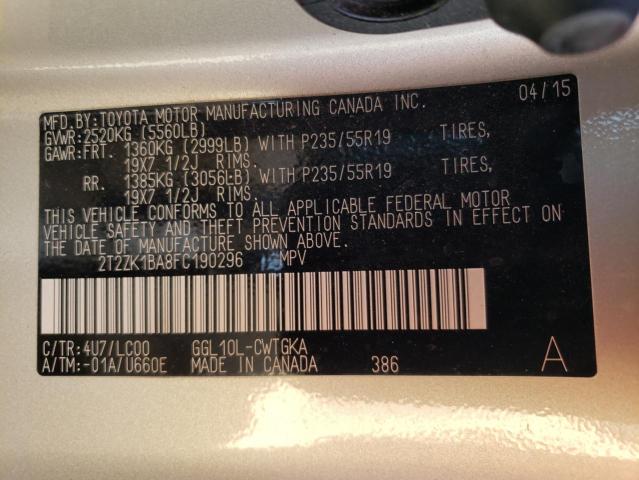 MFD.BY:TOYOTA MOTOR MANUFACTURING CANADA INC. 04/15
GVWR:2520KG (5560LB)
GAWR:FRT. 1360KG (2999LB) WITH P235/55R19 TIRES,
19X7 1/2J RIMS.
RR. 1385KG (3056LB) WITH P235/55R19 TIRES,
19X7 1/2J RIMS.
THIS VEHICLE CONFORMS TO ALL APPLICABLE FEDERAL MOTOR
VEHICLE SAFETY AND THEFT PREVENTION STANDARDS IN EFFECT ON
THE DATE OF MANUFACTURE SHOWN ABOVE.
2T2ZK1BA8FC190296 MPV
C/TR:4U7/LC00 GGL10L-CWTGKA
A/TM:-01A/U660E MADE IN CANADA 386 A